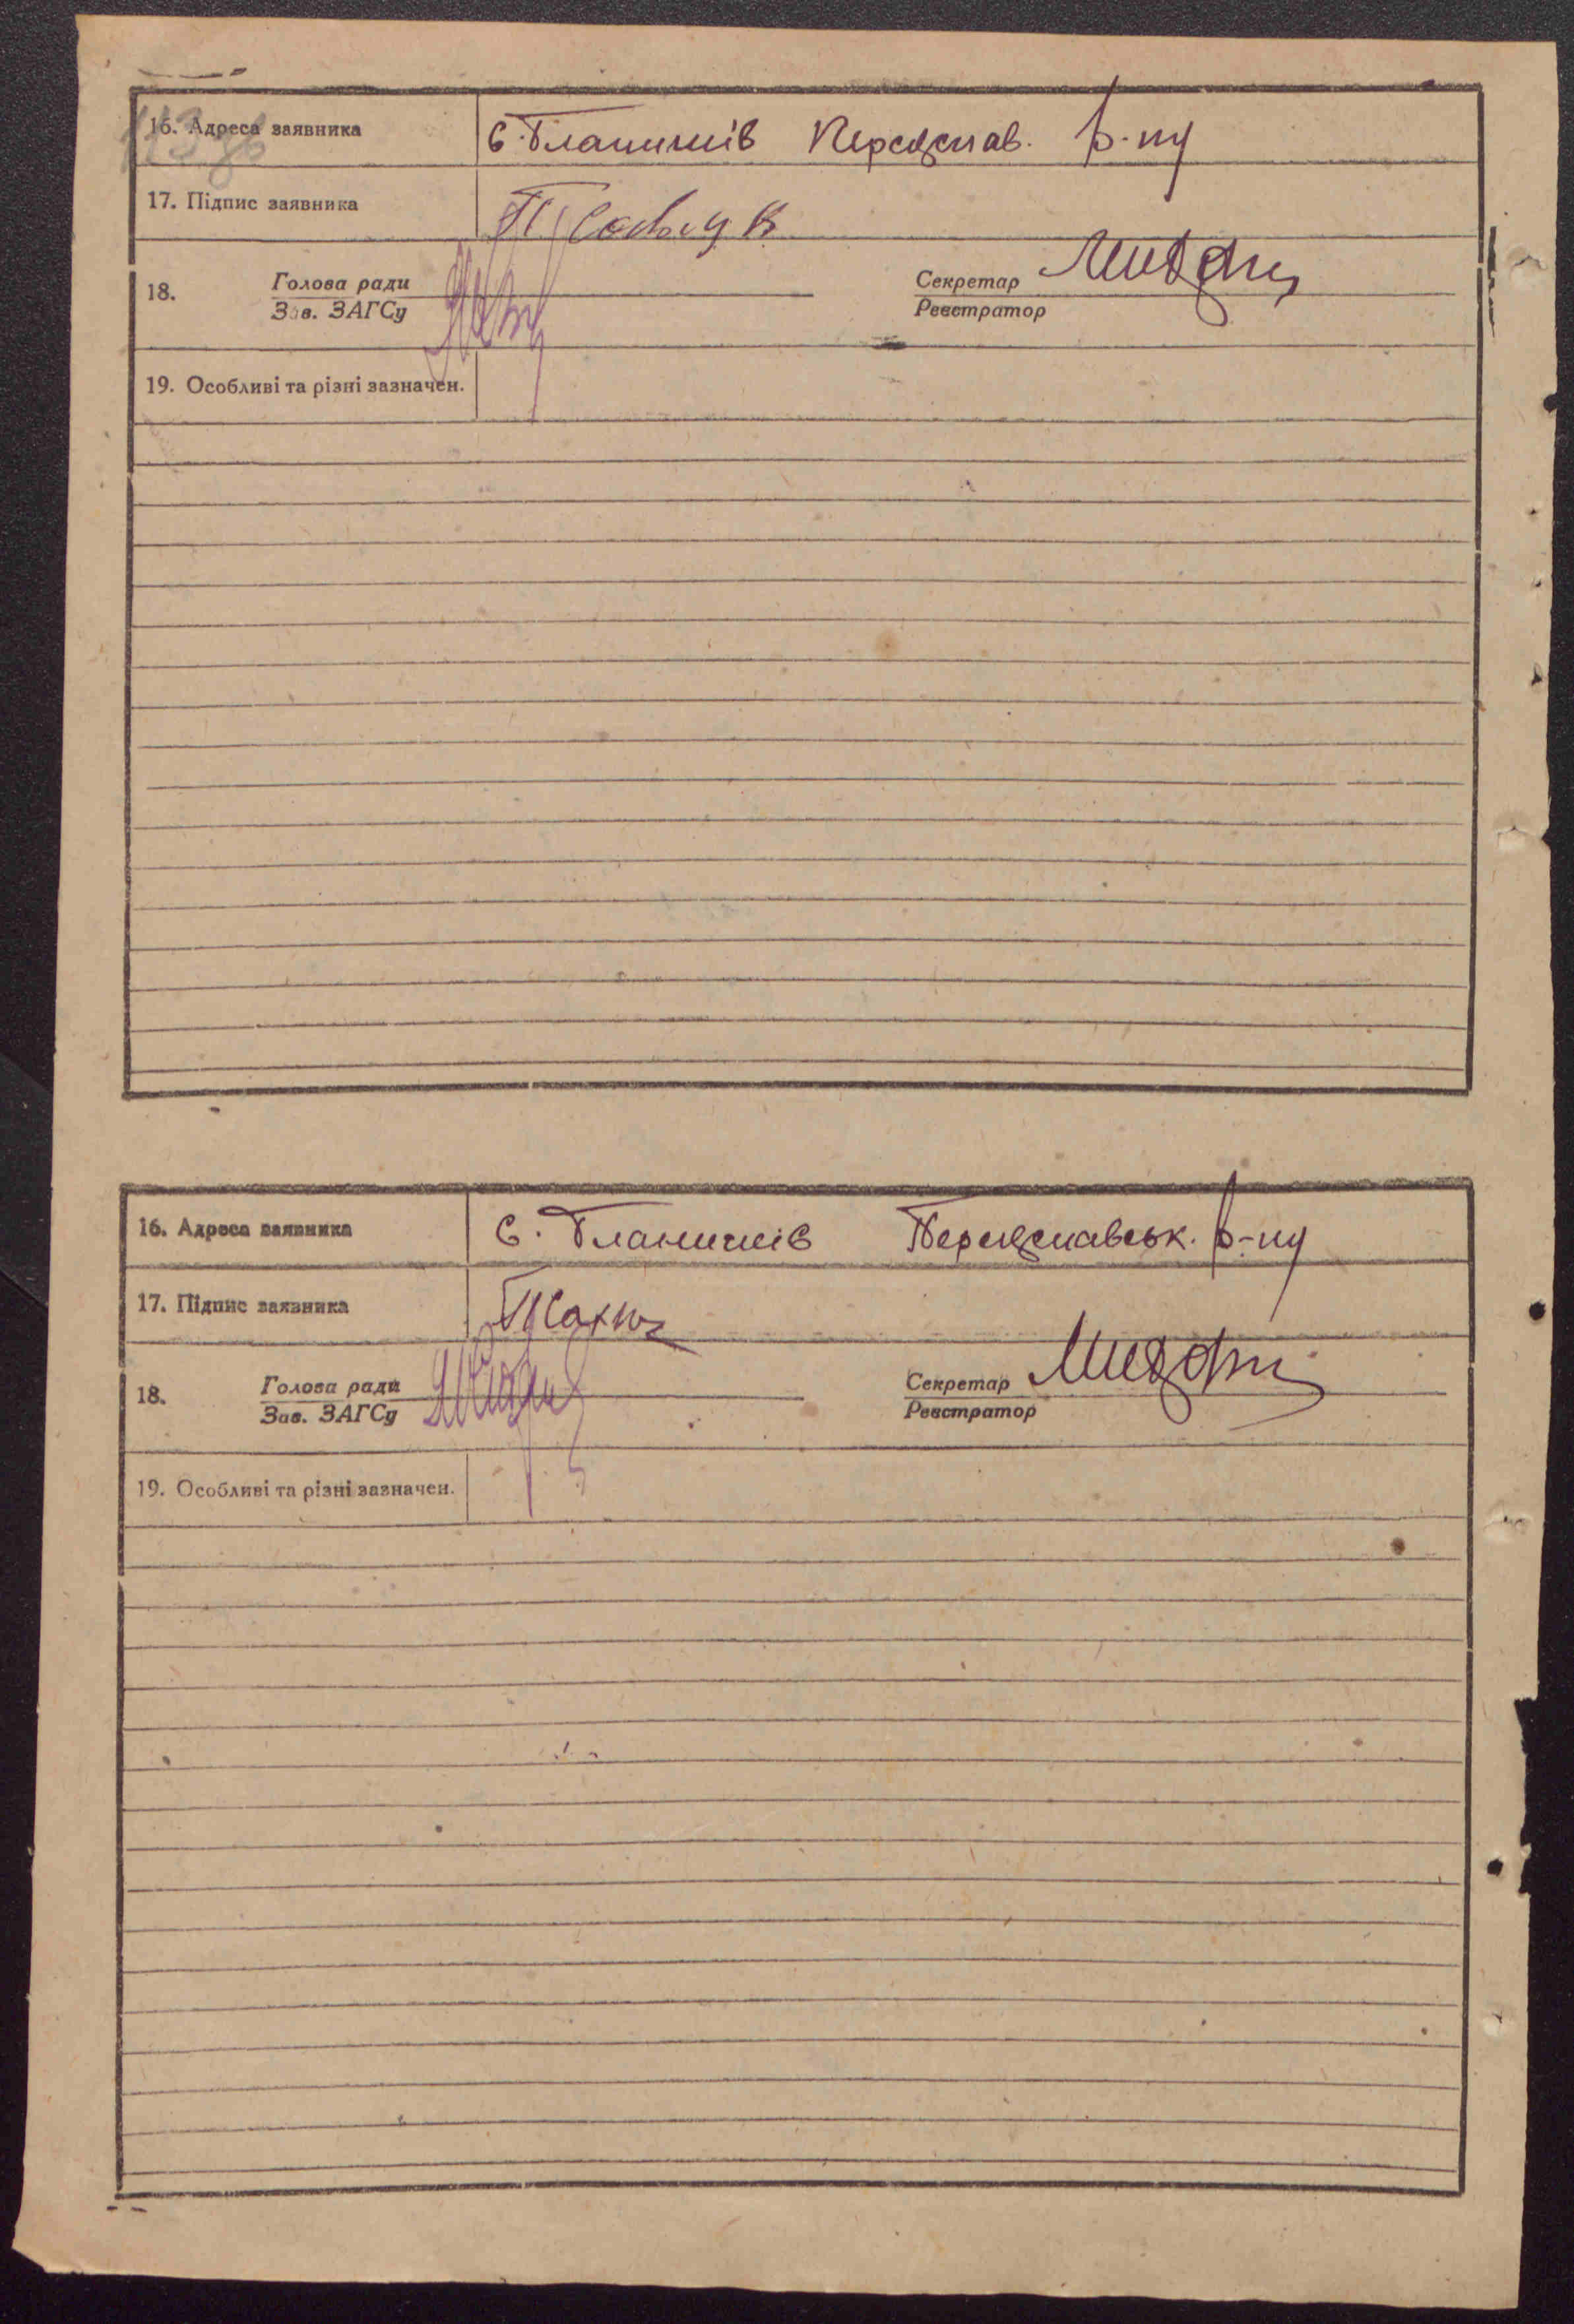 113 зв
16. Адреса заявника С. Гланишів Переяслав. р-ну
17. Підпис заявника
18. Голова ради Секретар
Зав. ЗАГСу Реєстратор
19. Особливі та різні зазначен.
16. Адреса заявника С. Гланишів Переяславськ. р-ну
17. Підпис заявника
18. Голова ради Секретар
Зав. ЗАГСу Реєстратор
19. Особливі та різні зазначен.